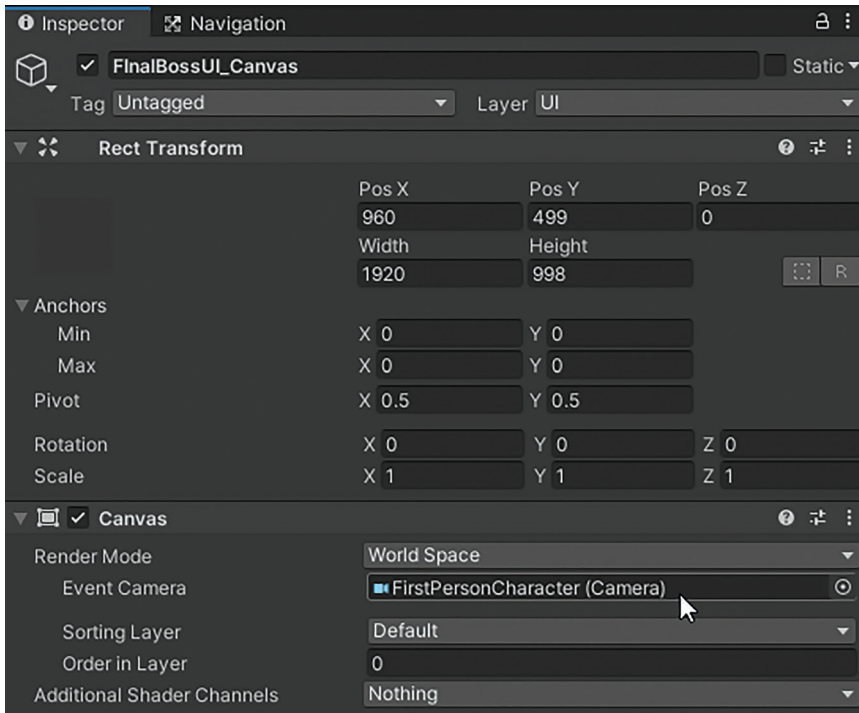 Inspector Navigation
FInalBossUI_Canvas Static
Tag Untagged Layer UI
Rect Transform
Pos X Pos Y Pos Z
960 499 0
Width Height
1920 998 R
Anchors
Min X 0 Y 0
Max X 0 Y 0
Pivot X 0.5 Y 0.5
Rotation X 0 Y 0 Z 0
Scale X 1 Y 1 Z 1
Canvas
Render Mode World Space
Event Camera FirstPersonCharacter (Camera)
Sorting Layer Default
Order in Layer 0
Additional Shader Channels Nothing